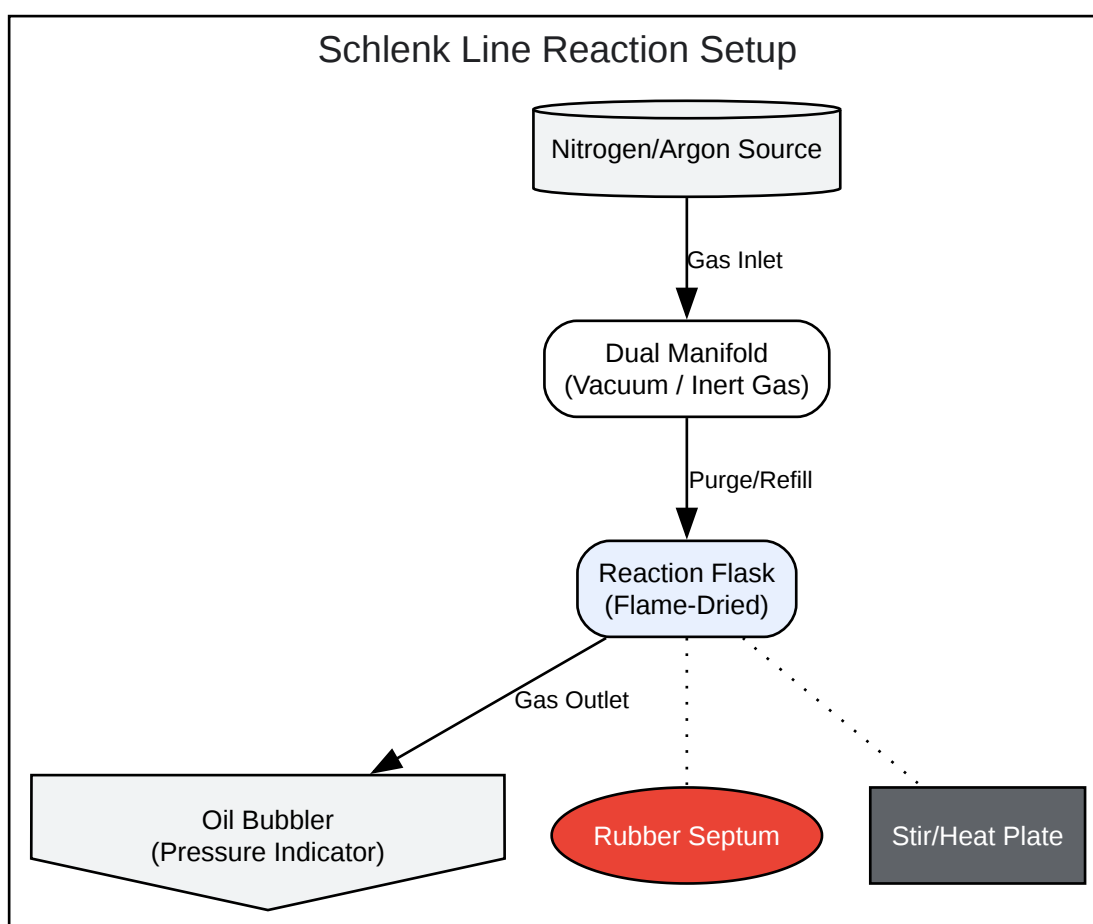 Schlenk Line Reaction Setup
Nitrogen/Argon Source
Gas Inlet
Dual Manifold
(Vacuum / Inert Gas)
Purge/Refill
Reaction Flask
(Flame-Dried)
Gas Outlet
Oil Bubbler
(Pressure Indicator)
Rubber Septum
Stir/Heat Plate